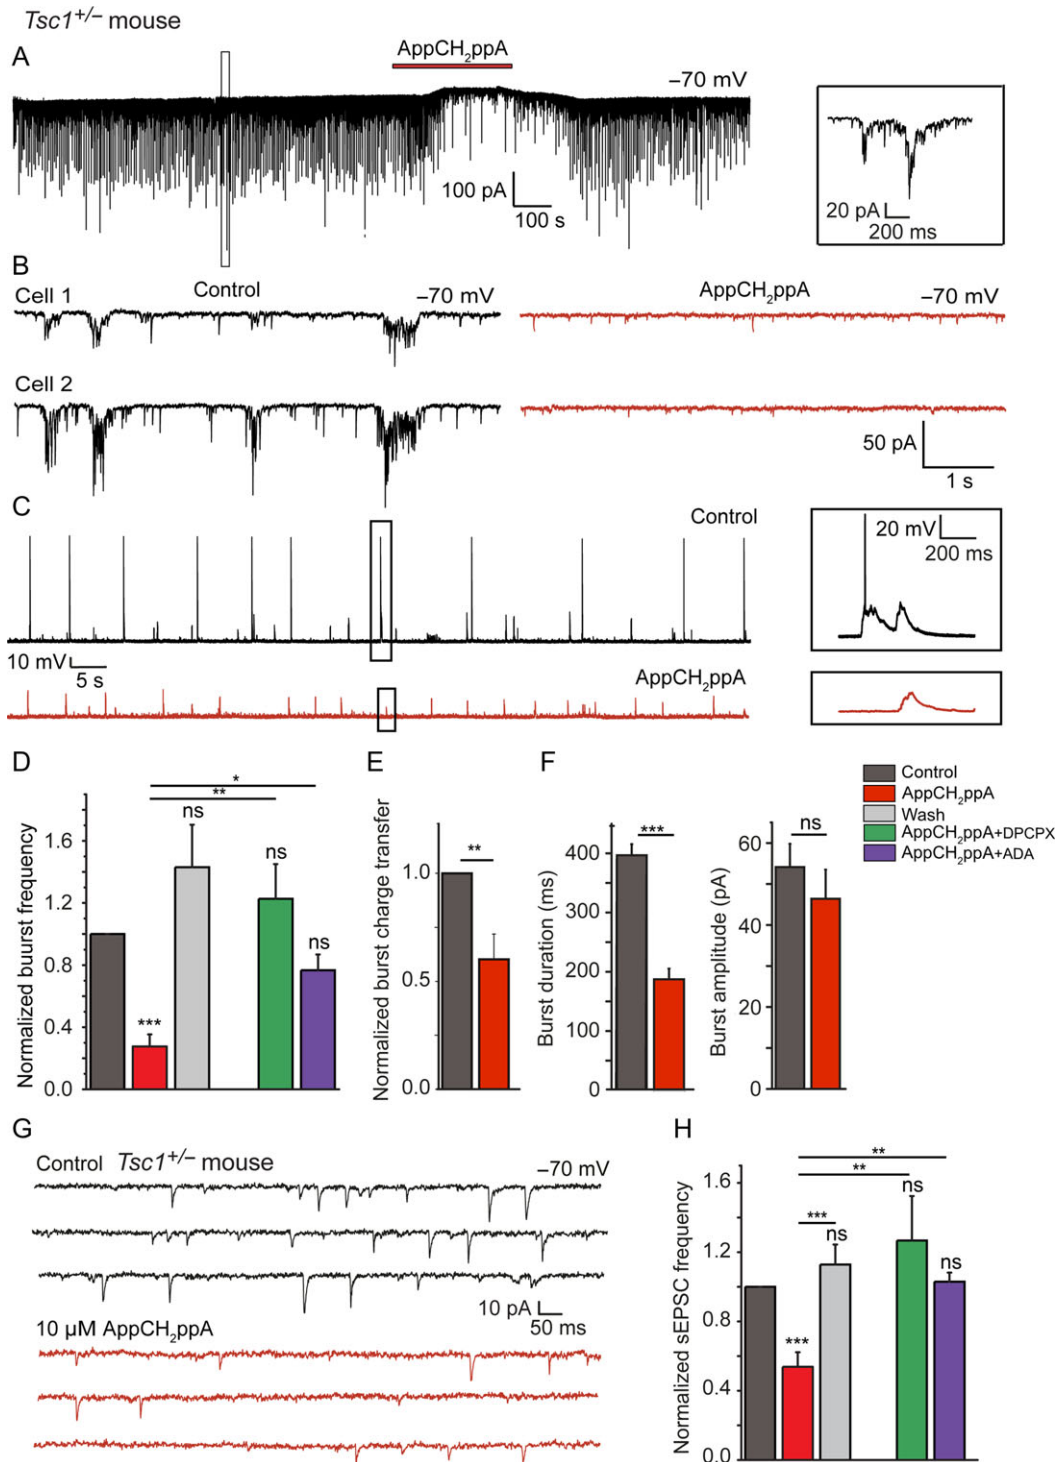 Tsc1+/– mouse
A
AppCH2ppA
–70 mV
100 pA
100 s
20 pA
200 ms
B
Cell 1
Control
–70 mV
AppCH2ppA
–70 mV
Cell 2
50 pA
1 s
C
Control
20 mV
200 ms
10 mV
5 s
AppCH2ppA
D
Normalized buurst frequency
1.6
1.2
0.8
0.4
0.0
***
ns
**
*
ns
ns
E
Normalized burst charge transfer
1.0
0.5
0.0
**
F
Burst duration (ms)
400
300
200
100
0
***
Burst amplitude (pA)
60
40
20
0
ns
Control
AppCH2ppA
Wash
AppCH2ppA+DPCPX
AppCH2ppA+ADA
G
Control Tsc1+/– mouse
–70 mV
10 pA
50 ms
10 µM AppCH2ppA
H
Normalized sEPSC frequency
1.6
1.2
0.8
0.4
0.0
***
***
ns
**
**
ns
ns